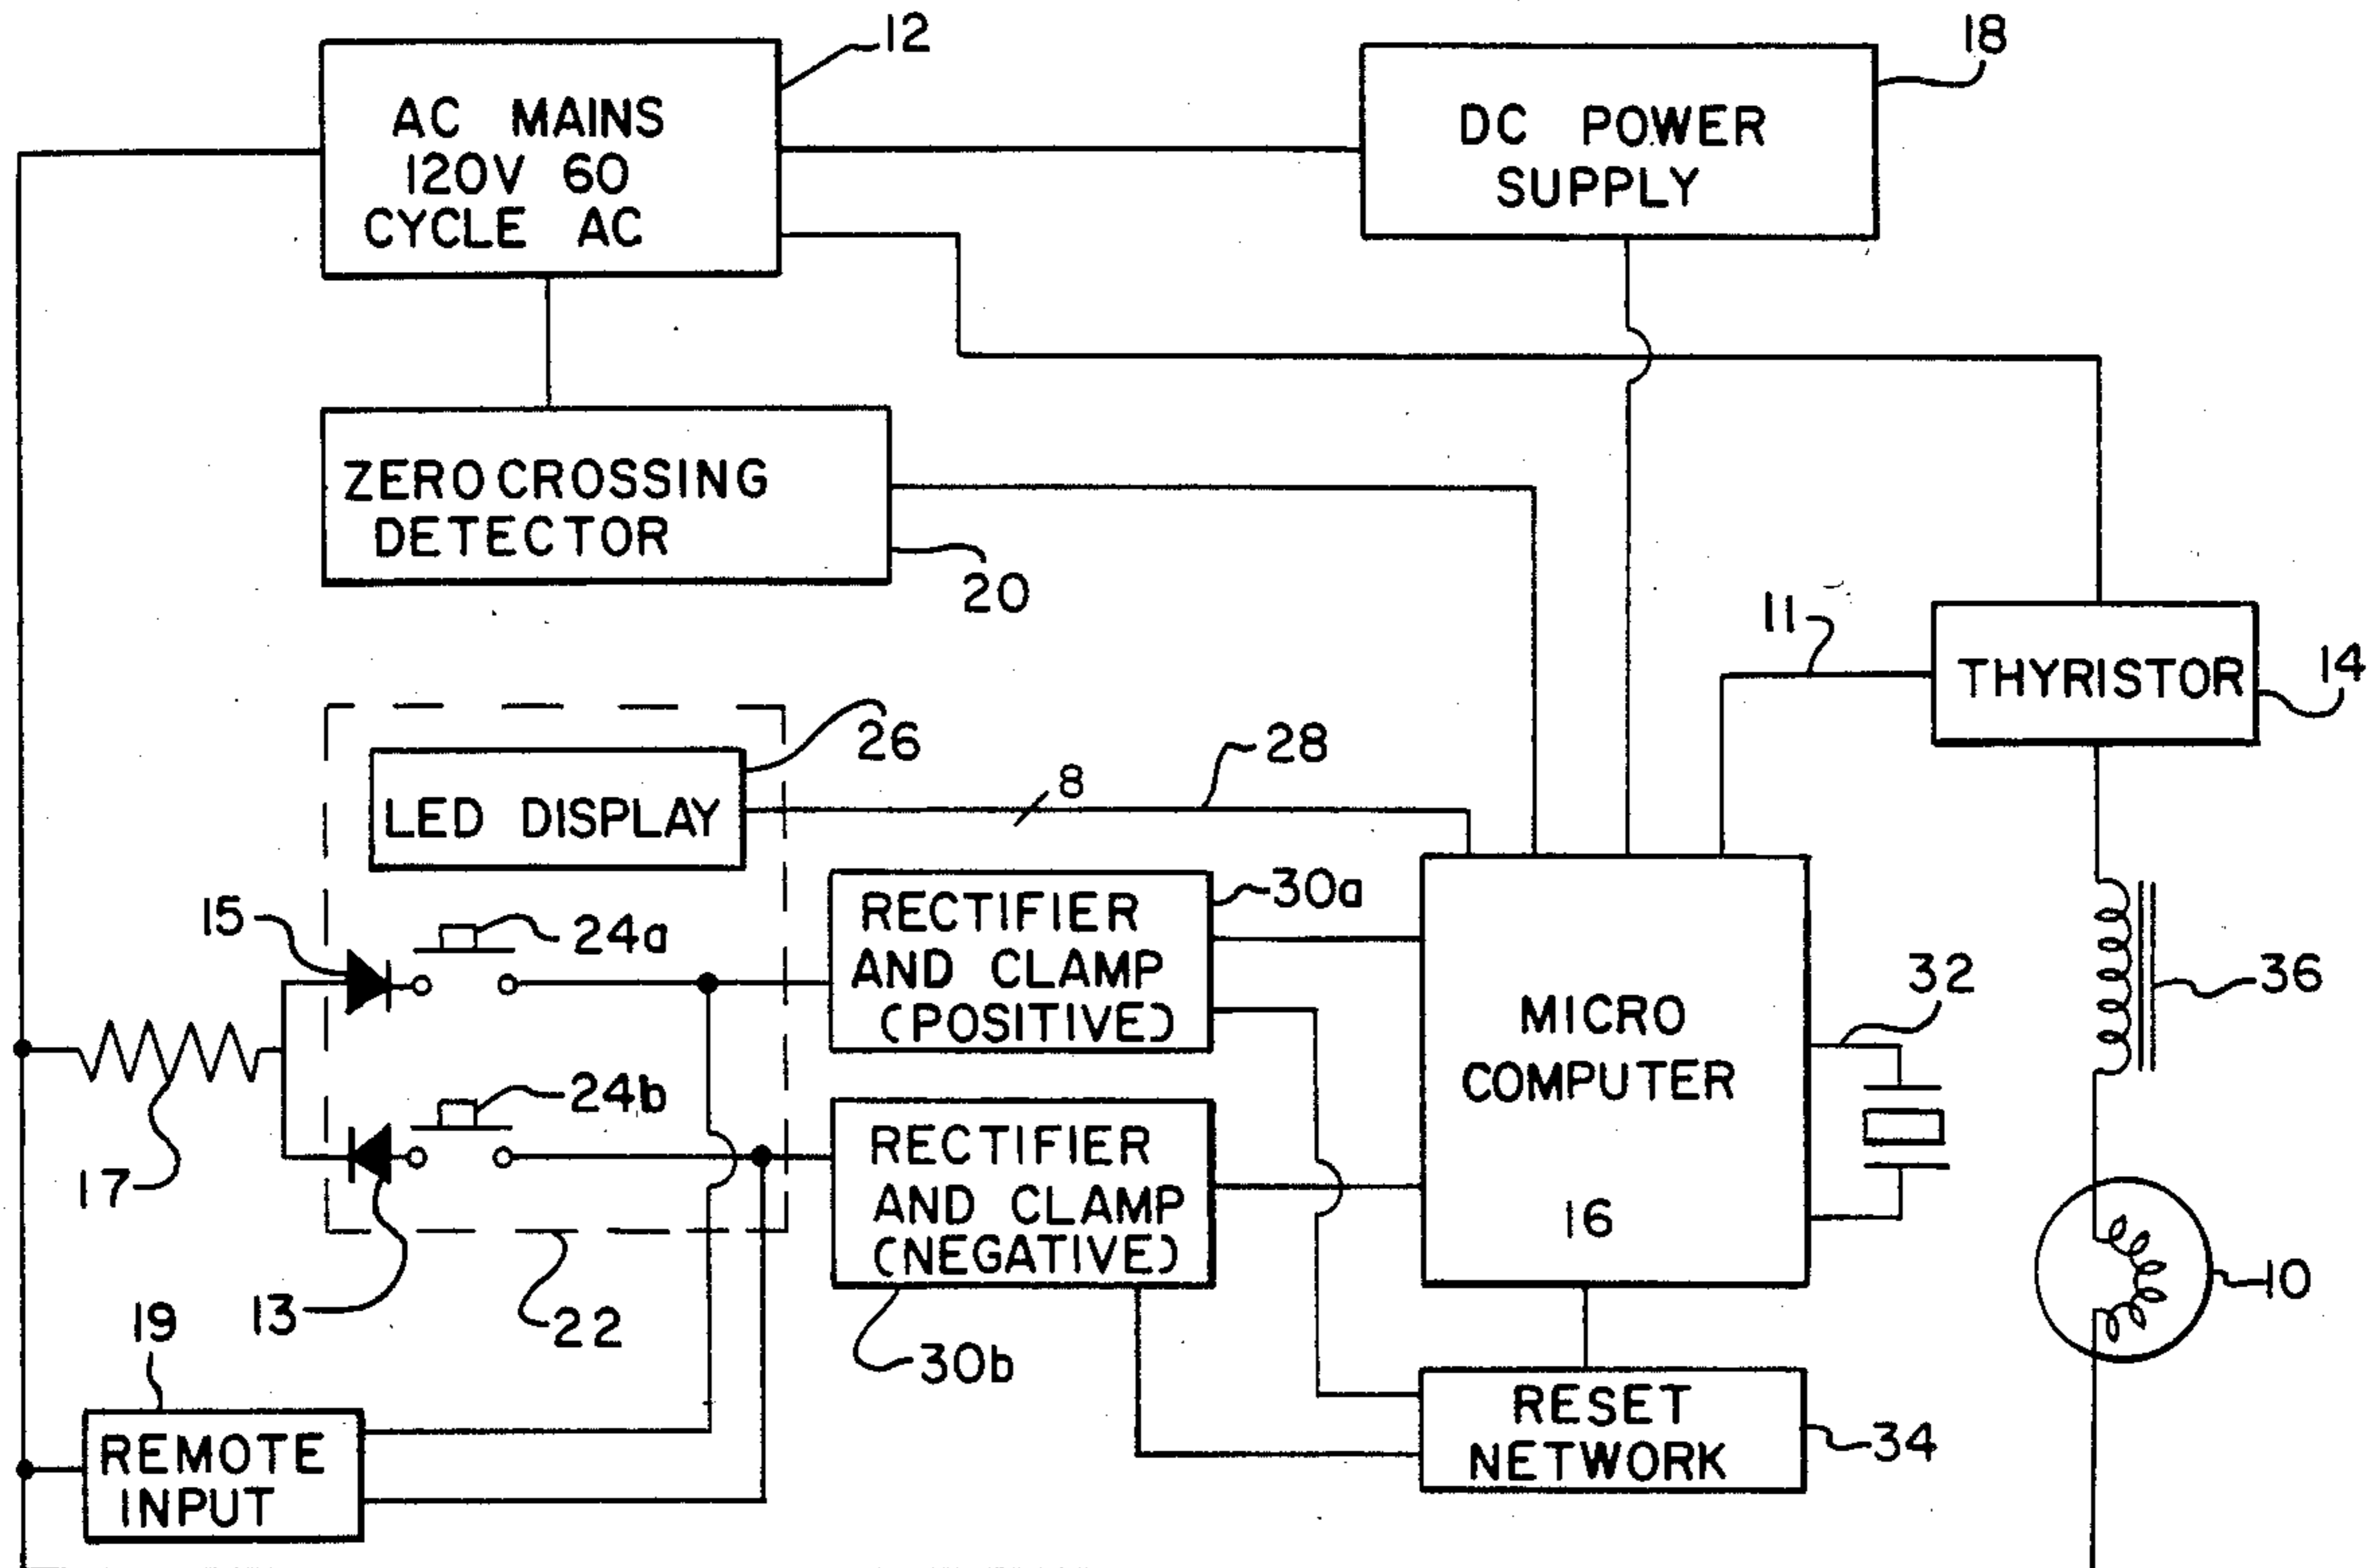 12
18
AC MAINS
120V 60
CYCLE AC
DC POWER
SUPPLY
ZERO CROSSING
DETECTOR
20
11
THYRISTOR
14
26
28
8
LED DISPLAY
15
24a
30a
RECTIFIER
AND CLAMP
(POSITIVE)
MICRO
COMPUTER
16
32
36
17
24b
RECTIFIER
AND CLAMP
(NEGATIVE)
13
22
30b
10
19
REMOTE
INPUT
RESET
NETWORK
34